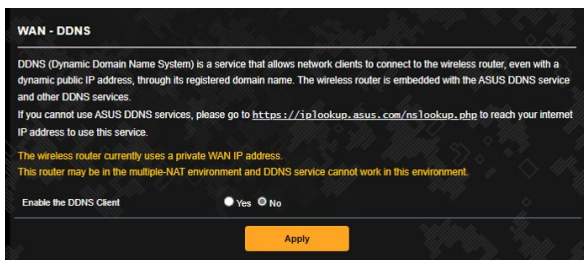 WAN - DDNS
DDNS (Dynamic Domain Name System) is a service that allows network clients to connect to the wireless router, even with a
dynamic public IP address, through its registered domain name. The wireless router is embedded with the ASUS DDNS service
and other DDNS services.
If you cannot use ASUS DDNS services, please go to https://iplookup.asus.com/nslookup.php to reach your internet
IP address to use this service.
The wireless router currently uses a private WAN IP address.
This router may be in the multiple-NAT environment and DDNS service cannot work in this environment.
Enable the DDNS Client Yes No
Apply